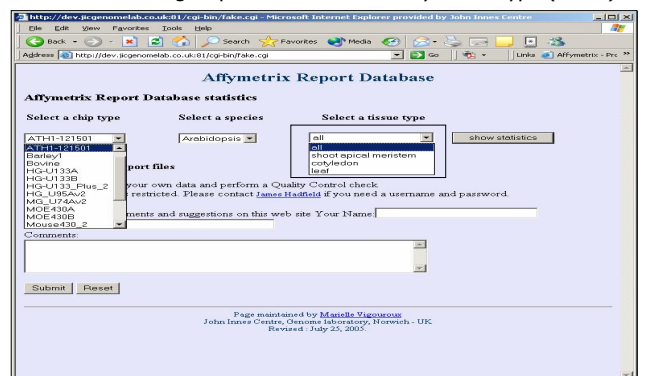 http://dev.jicgenomelab.co.uk:81/cgi-bin/fake.cgi - Microsoft Internet Explorer provided by John Innes Centre
File Edit View Favorites Tools Help
Back Search Favorites Media
Address http://dev.jicgenomelab.co.uk:81/cgi-bin/fake.cgi Go Links Affymetrix - Prc »
Affymetrix Report Database
Affymetrix Report Database statistics
Select a chip type Select a species Select a tissue type
ATH1-121501 Arabidopsis all show statistics
ATH1-121501 all
Barley1 shoot apical meristem
Bovine port files cotyledon
HG-U133A leaf
HG-U133B
HG-U133_Plus_2 your own data and perform a Quality Control check
HG_U95Av2 restricted. Please contact James Hadfield if you need a username and password.
MG_U74Av2
MOE430A
MOE430B ments and suggestions on this web site Your Name:
Mouse430_2
Comments:
Submit Reset
Page maintained by Marielle Vigouroux
John Innes Centre, Genome laboratory, Norwich - UK
Revised : July 25, 2005.